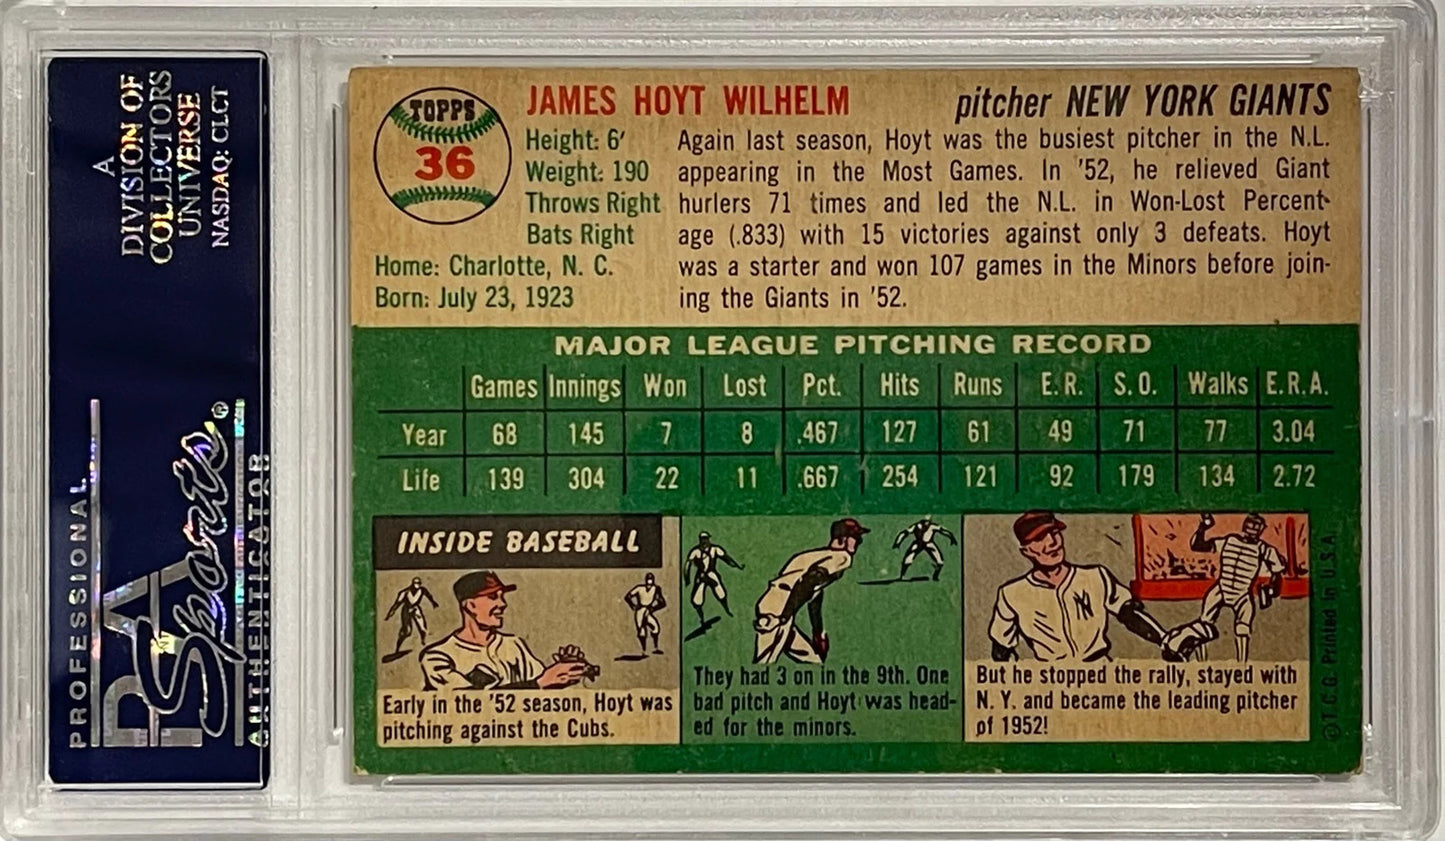 A
DIVISION OF
COLLECTORS
UNIVERSE
NASDAQ: CLCT
PROFESSIONAL
PSA
Sports®
AUTHENTICATOR
TOPPS
36
JAMES HOYT WILHELM
pitcher NEW YORK GIANTS
Height: 6'
Weight: 190
Throws Right
Bats Right
Home: Charlotte, N. C.
Born: July 23, 1923
Again last season, Hoyt was the busiest pitcher in the N.L.
appearing in the Most Games. In '52, he relieved Giant
hurlers 71 times and led the N.L. in Won-Lost Percent-
age (.833) with 15 victories against only 3 defeats. Hoyt
was a starter and won 107 games in the Minors before join-
ing the Giants in '52.
MAJOR LEAGUE PITCHING RECORD
Games Innings Won Lost Pct. Hits Runs E.R. S.O. Walks E.R.A.
Year 68 145 7 8 .467 127 61 49 71 77 3.04
Life 139 304 22 11 .667 254 121 92 179 134 2.72
INSIDE BASEBALL
Early in the '52 season, Hoyt was
pitching against the Cubs.
They had 3 on in the 9th. One
bad pitch and Hoyt was head-
ed for the minors.
NY
But he stopped the rally, stayed with
N. Y. and became the leading pitcher
of 1952!
© T.C.G. Printed in U.S.A.